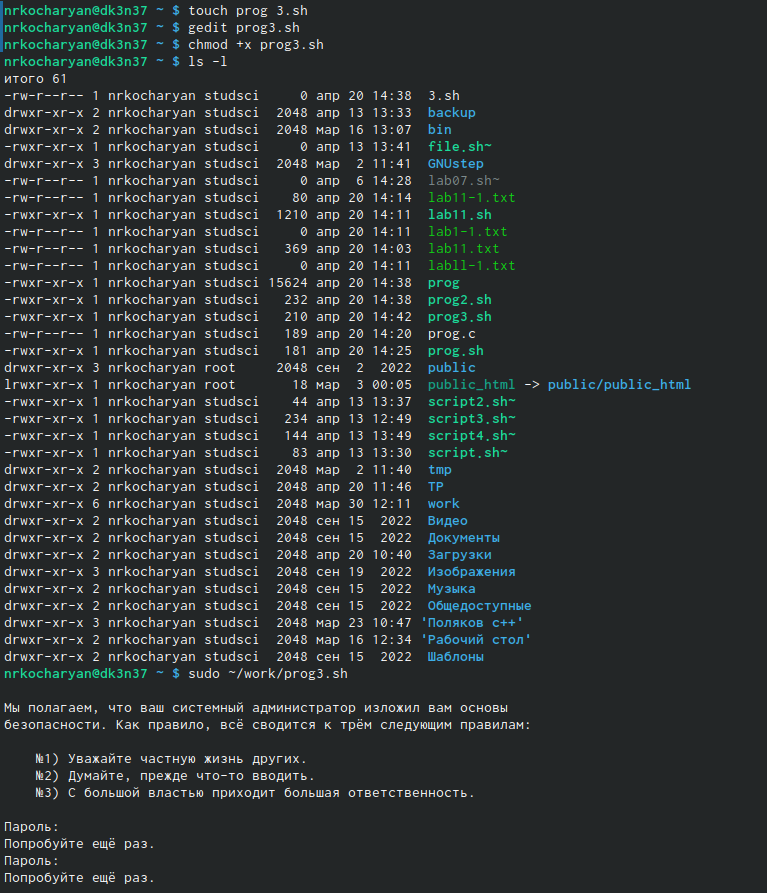 nrkocharyan@dk3n37 ~ $ touch prog 3.sh
nrkocharyan@dk3n37 ~ $ gedit prog3.sh
nrkocharyan@dk3n37 ~ $ chmod +x prog3.sh
nrkocharyan@dk3n37 ~ $ ls -l
итого 61
-rw-r--r-- 1 nrkocharyan studsci     0 апр 20 14:38  3.sh
drwxr-xr-x 2 nrkocharyan studsci  2048 апр 13 13:33  backup
drwxr-xr-x 2 nrkocharyan studsci  2048 мар 16 13:07  bin
-rwxr-xr-x 1 nrkocharyan studsci     0 апр 13 13:41  file.sh~
drwxr-xr-x 3 nrkocharyan studsci  2048 мар  2 11:41  GNUstep
-rw-r--r-- 1 nrkocharyan studsci     0 апр  6 14:28  lab07.sh~
-rw-r--r-- 1 nrkocharyan studsci    80 апр 20 14:14  lab11-1.txt
-rwxr-xr-x 1 nrkocharyan studsci  1210 апр 20 14:11  lab11.sh
-rw-r--r-- 1 nrkocharyan studsci     0 апр 20 14:11  lab1-1.txt
-rw-r--r-- 1 nrkocharyan studsci   369 апр 20 14:03  lab11.txt
-rw-r--r-- 1 nrkocharyan studsci     0 апр 20 14:11  labll-1.txt
-rwxr-xr-x 1 nrkocharyan studsci 15624 апр 20 14:38  prog
-rwxr-xr-x 1 nrkocharyan studsci   232 апр 20 14:38  prog2.sh
-rwxr-xr-x 1 nrkocharyan studsci   210 апр 20 14:42  prog3.sh
-rw-r--r-- 1 nrkocharyan studsci   189 апр 20 14:20  prog.c
-rwxr-xr-x 1 nrkocharyan studsci   181 апр 20 14:25  prog.sh
drwxr-xr-x 3 nrkocharyan root     2048 сен  2  2022  public
lrwxr-xr-x 1 nrkocharyan root       18 мар  3 00:05  public_html -> public/public_html
-rwxr-xr-x 1 nrkocharyan studsci    44 апр 13 13:37  script2.sh~
-rwxr-xr-x 1 nrkocharyan studsci   234 апр 13 12:49  script3.sh~
-rwxr-xr-x 1 nrkocharyan studsci   144 апр 13 13:49  script4.sh~
-rwxr-xr-x 1 nrkocharyan studsci    83 апр 13 13:30  script.sh~
drwxr-xr-x 2 nrkocharyan studsci  2048 мар  2 11:40  tmp
drwxr-xr-x 2 nrkocharyan studsci  2048 апр 20 11:46  TP
drwxr-xr-x 6 nrkocharyan studsci  2048 мар 30 12:11  work
drwxr-xr-x 2 nrkocharyan studsci  2048 сен 15  2022  Видео
drwxr-xr-x 2 nrkocharyan studsci  2048 сен 15  2022  Документы
drwxr-xr-x 2 nrkocharyan studsci  2048 апр 20 10:40  Загрузки
drwxr-xr-x 3 nrkocharyan studsci  2048 сен 19  2022  Изображения
drwxr-xr-x 2 nrkocharyan studsci  2048 сен 15  2022  Музыка
drwxr-xr-x 2 nrkocharyan studsci  2048 сен 15  2022  Общедоступные
drwxr-xr-x 3 nrkocharyan studsci  2048 мар 23 10:47 'Поляков с++'
drwxr-xr-x 2 nrkocharyan studsci  2048 мар 16 12:34 'Рабочий стол'
drwxr-xr-x 2 nrkocharyan studsci  2048 сен 15  2022  Шаблоны
nrkocharyan@dk3n37 ~ $ sudo ~/work/prog3.sh
Мы полагаем, что ваш системный администратор изложил вам основы
безопасности. Как правило, всё сводится к трём следующим правилам:
№1) Уважайте частную жизнь других.
№2) Думайте, прежде что-то вводить.
№3) С большой властью приходит большая ответственность.
Пароль:
Попробуйте ещё раз.
Пароль:
Попробуйте ещё раз.